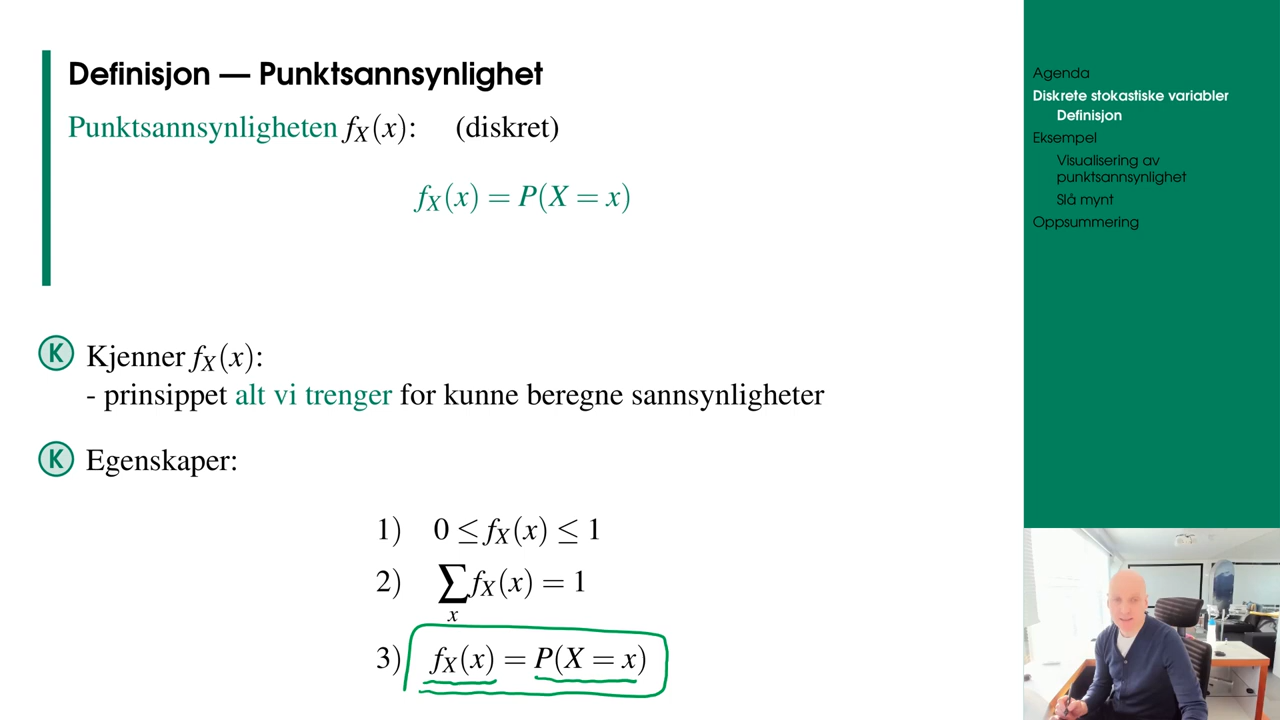 Definisjon — Punktsannsynlighet
Punktsannsynligheten f_X(x): (diskret)
f_X(x) = P(X = x)
K Kjenner f_X(x):
- prinsippet alt vi trenger for kunne beregne sannsynligheter
K Egenskaper:
1) 0 ≤ f_X(x) ≤ 1
2) ∑_x f_X(x) = 1
3) f_X(x) = P(X = x)
Agenda
Diskrete stokastiske variabler
Definisjon
Eksempel
Visualisering av
punktsannsynlighet
Slå mynt
Oppsummering